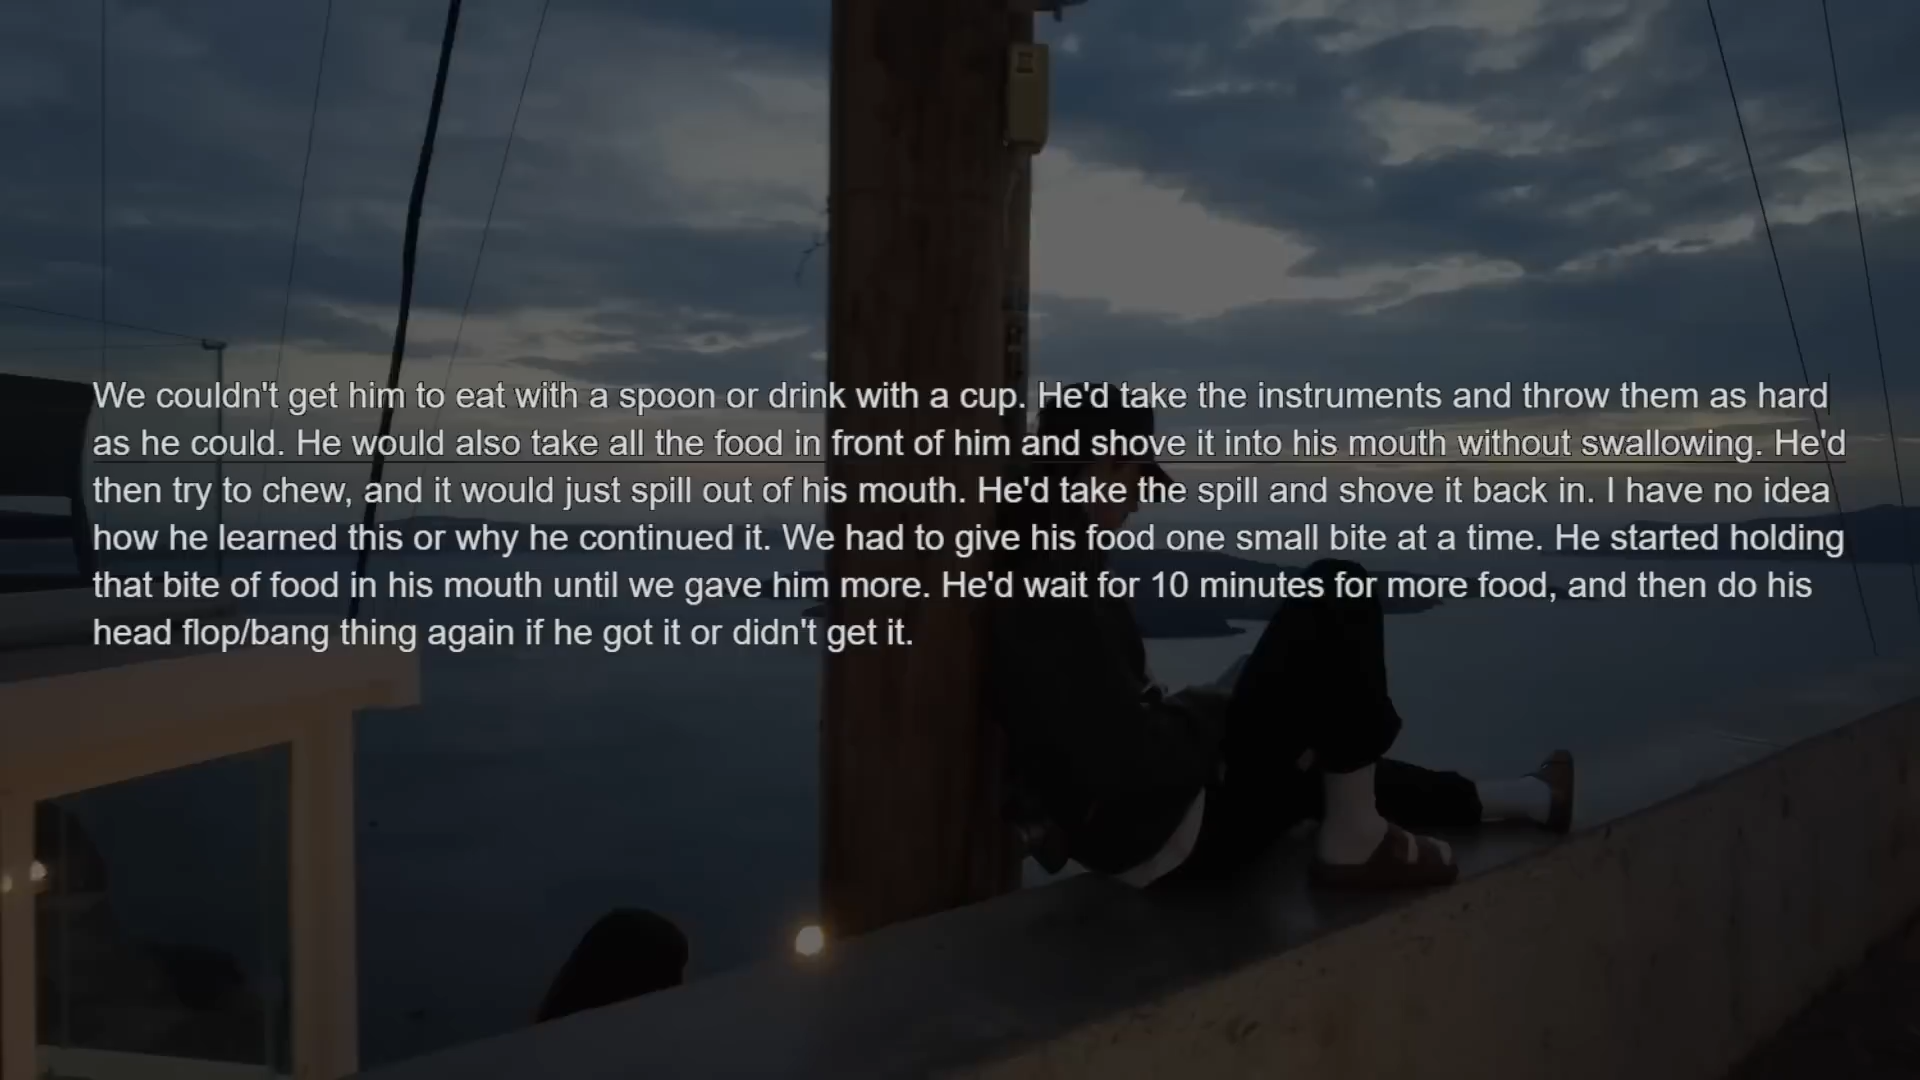 We couldn't get him to eat with a spoon or drink with a cup. He'd take the instruments and throw them as hard
as he could. He would also take all the food in front of him and shove it into his mouth without swallowing. He'd
then try to chew, and it would just spill out of his mouth. He'd take the spill and shove it back in. I have no idea
how he learned this or why he continued it. We had to give his food one small bite at a time. He started holding
that bite of food in his mouth until we gave him more. He'd wait for 10 minutes for more food, and then do his
head flop/bang thing again if he got it or didn't get it.